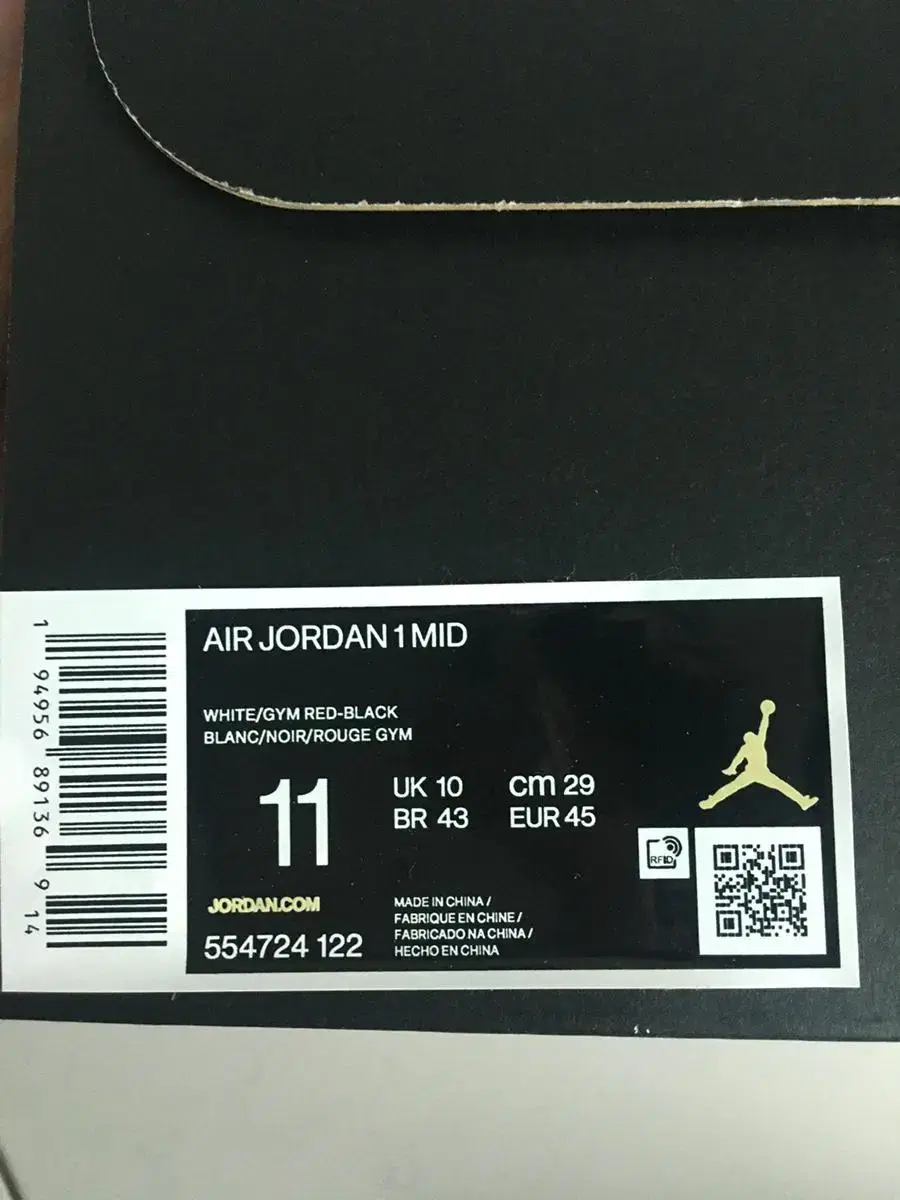 AIR JORDAN 1 MID
WHITE/GYM RED-BLACK
BLANC/NOIR/ROUGE GYM
11
UK 10 cm 29
BR 43 EUR 45
RFID
JORDAN.COM
554724 122
MADE IN CHINA /
FABRIQUE EN CHINE /
FABRICADO NA CHINA /
HECHO EN CHINA
1 94956 89136 9 14